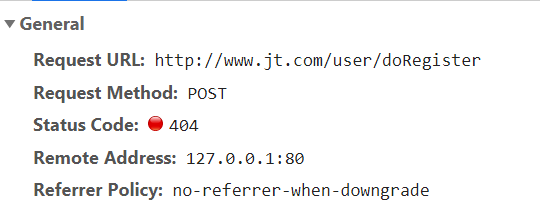 General
Request URL: http://www.jt.com/user/doRegister
Request Method: POST
Status Code: 404
Remote Address: 127.0.0.1:80
Referrer Policy: no-referrer-when-downgrade